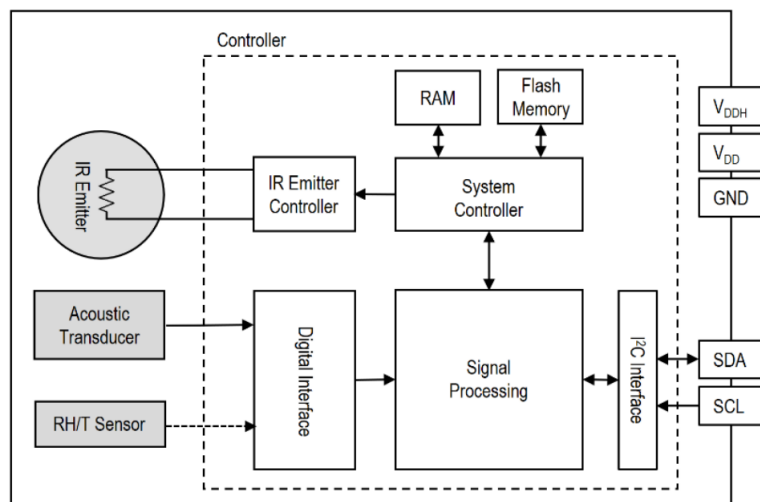 Controller
RAM
Flash
Memory
V_DDH
V_DD
GND
IR Emitter
IR Emitter
Controller
System
Controller
Acoustic
Transducer
Digital Interface
Signal
Processing
I²C Interface
SDA
SCL
RH/T Sensor